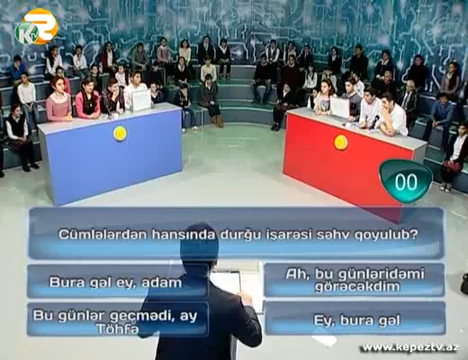 KR
00
Cümlələrdən hansında durğu işarəsi səhv qoyulub?
Bura gəl ey, adam
Ah, bu günləridəmi
görəcəkdim
Bu günlər geçmədi, ay
Töhfə
Ey, bura gəl
www.kepeztv.az